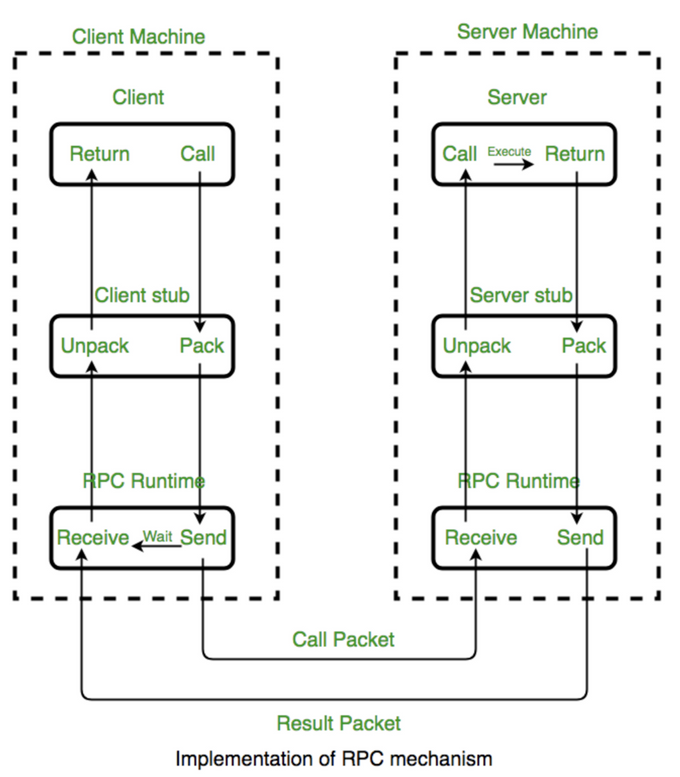 Client Machine
Server Machine
Client
Server
Return Call
Call Execute Return
Client stub
Server stub
Unpack Pack
Unpack Pack
RPC Runtime
RPC Runtime
Receive Wait Send
Receive Send
Call Packet
Result Packet
Implementation of RPC mechanism